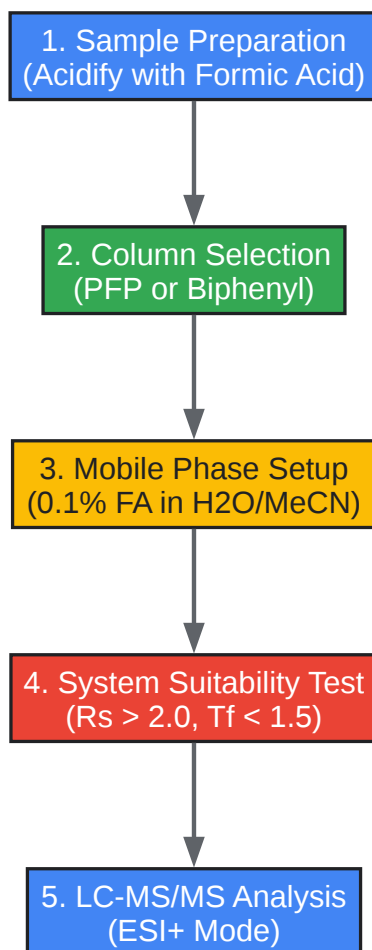 1. Sample Preparation
(Acidify with Formic Acid)
2. Column Selection
(PFP or Biphenyl)
3. Mobile Phase Setup
(0.1% FA in H2O/MeCN)
4. System Suitability Test
(Rs > 2.0, Tf < 1.5)
5. LC-MS/MS Analysis
(ESI+ Mode)